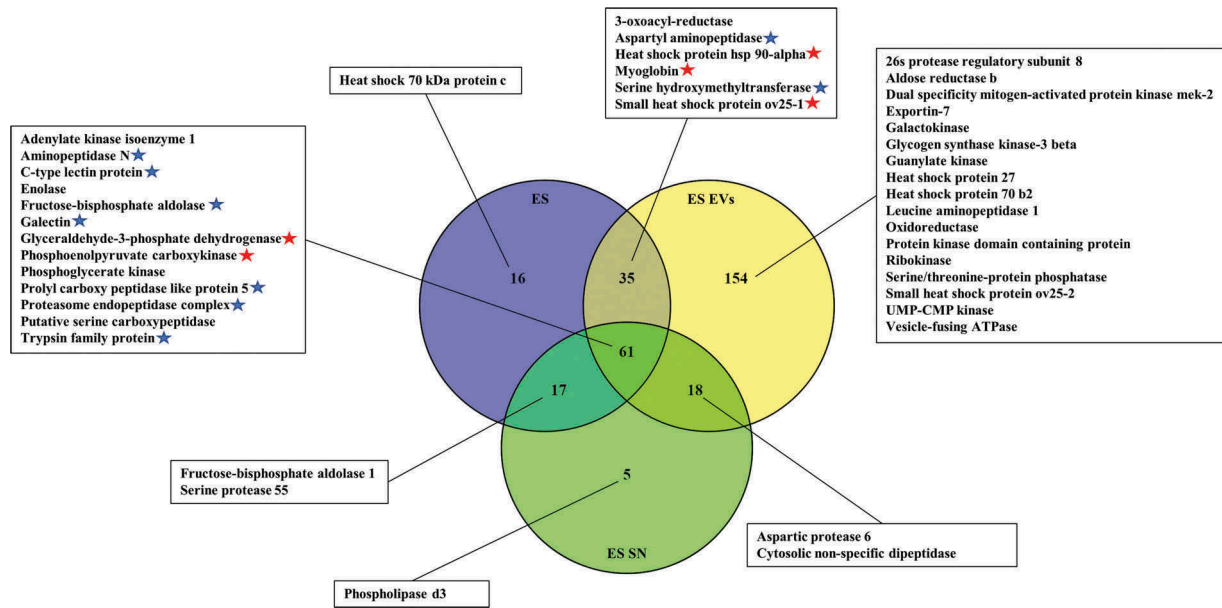 3-oxoacyl-reductase
Aspartyl aminopeptidase
Heat shock protein hsp 90-alpha
Myoglobin
Serine hydroxymethyltransferase
Small heat shock protein ov25-1
Heat shock 70 kDa protein c
26s protease regulatory subunit 8
Aldose reductase b
Dual specificity mitogen-activated protein kinase mek-2
Exportin-7
Galactokinase
Glycogen synthase kinase-3 beta
Guanylate kinase
Heat shock protein 27
Heat shock protein 70 b2
Leucine aminopeptidase 1
Oxidoreductase
Protein kinase domain containing protein
Ribokinase
Serine/threonine-protein phosphatase
Small heat shock protein ov25-2
UMP-CMP kinase
Vesicle-fusing ATPase
Adenylate kinase isoenzyme 1
Aminopeptidase N
C-type lectin protein
Enolase
Fructose-bisphosphate aldolase
Galectin
Glyceraldehyde-3-phosphate dehydrogenase
Phosphoenolpyruvate carboxykinase
Phosphoglycerate kinase
Prolyl carboxy peptidase like protein 5
Proteasome endopeptidase complex
Putative serine carboxypeptidase
Trypsin family protein
ES
ES EVs
16
35
154
61
17
18
5
ES SN
Fructose-bisphosphate aldolase 1
Serine protease 55
Aspartic protease 6
Cytosolic non-specific dipeptidase
Phospholipase d3